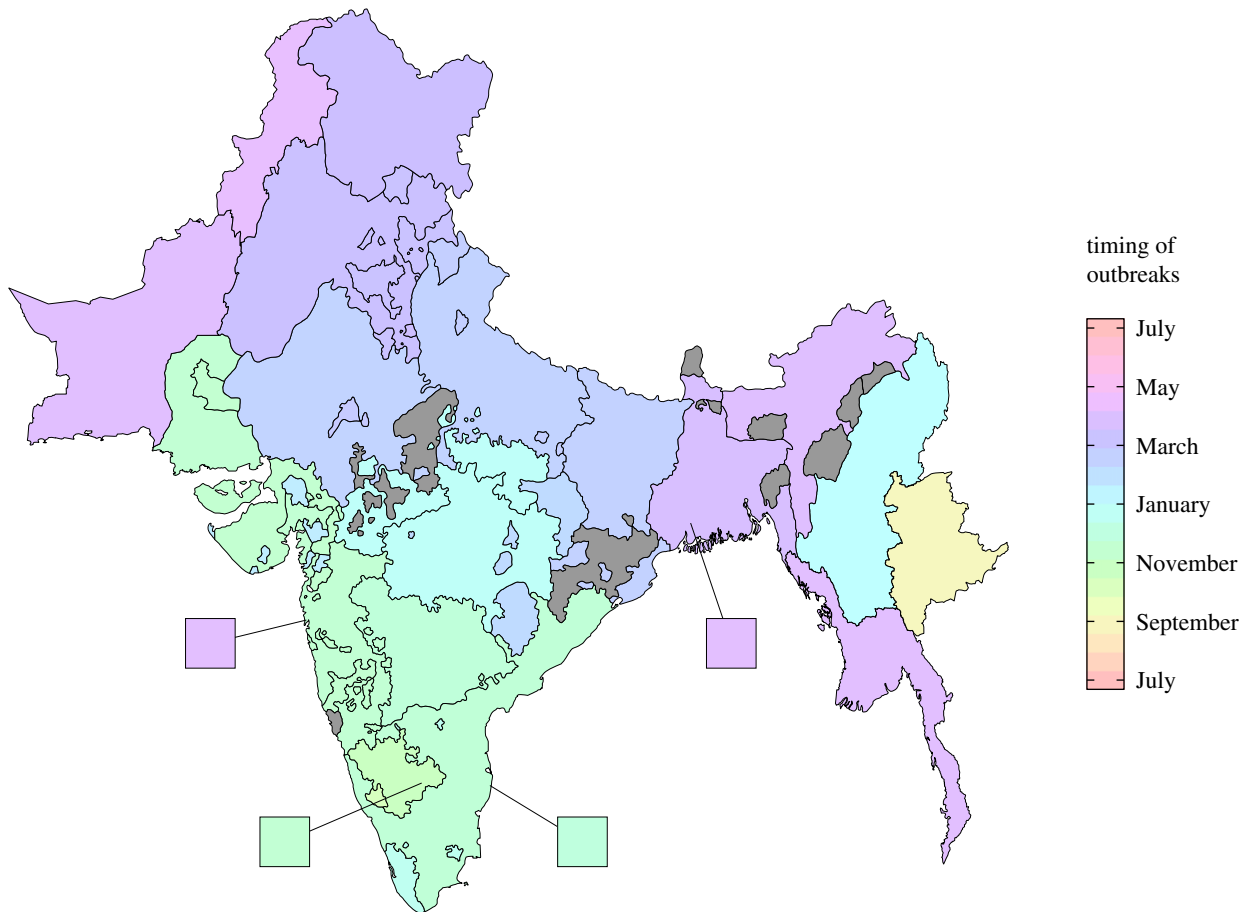 timing of
outbreaks
July
May
March
January
November
September
July